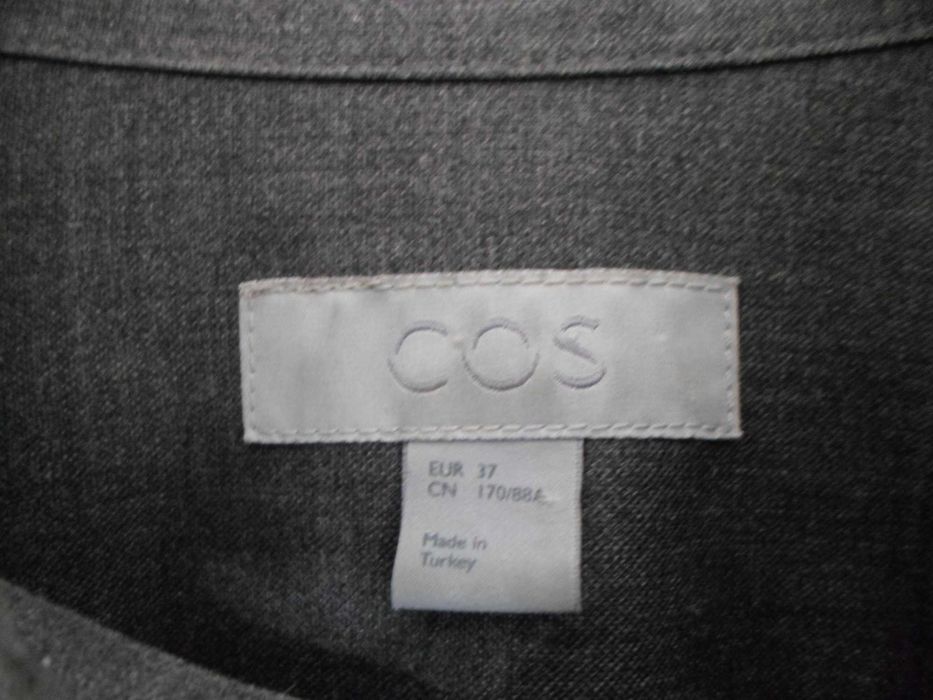 COS
EUR 37
CN 170/88A
Made in
Turkey